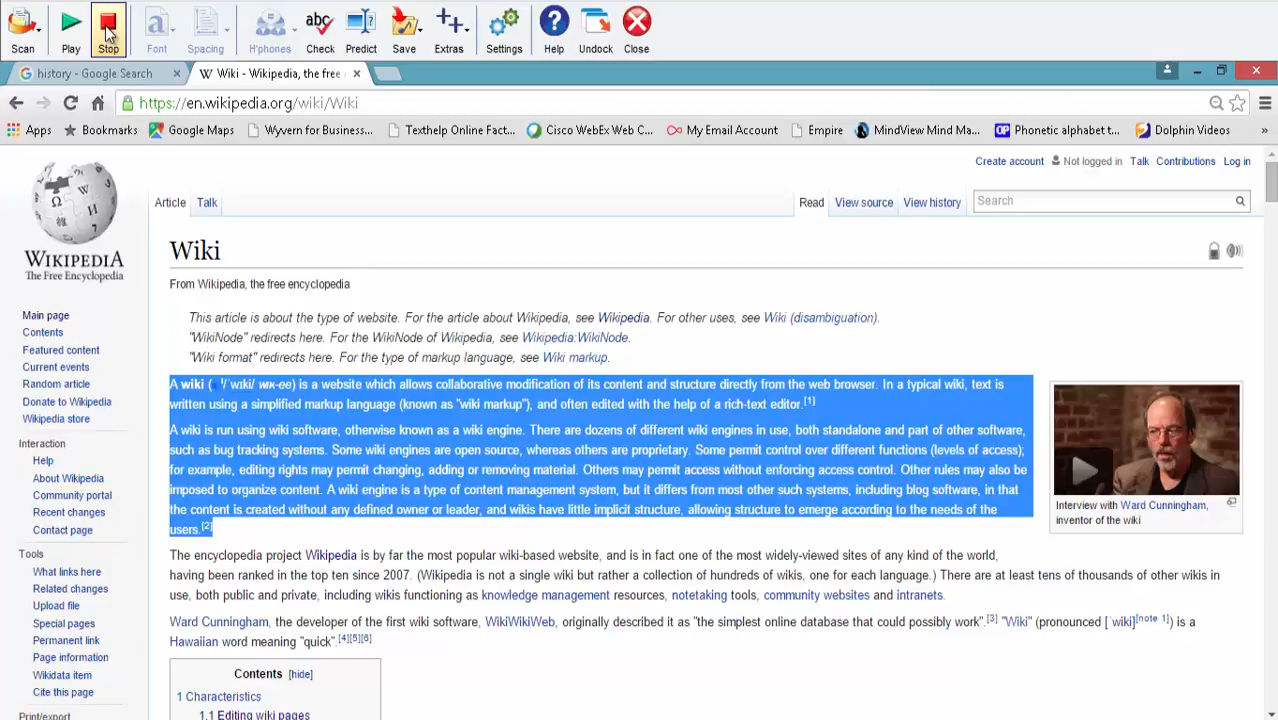 Scan Play Stop Font Spacing H'phones Check Predict Save Extras Settings Help Undock Close
history - Google Search Wiki - Wikipedia, the free
https://en.wikipedia.org/wiki/Wiki
Apps Bookmarks Google Maps Wyvern for Business... Texthelp Online Fact... Cisco WebEx Web C... My Email Account Empire MindView Mind Ma... Phonetic alphabet t... Dolphin Videos »
Create account Not logged in Talk Contributions Log in
Article Talk Read View source View history Search
WIKIPEDIA
The Free Encyclopedia
Main page
Contents
Featured content
Current events
Random article
Donate to Wikipedia
Wikipedia store
Interaction
Help
About Wikipedia
Community portal
Recent changes
Contact page
Tools
What links here
Related changes
Upload file
Special pages
Permanent link
Page information
Wikidata item
Cite this page
Print/export
Wiki
From Wikipedia, the free encyclopedia
This article is about the type of website. For the article about Wikipedia, see Wikipedia. For other uses, see Wiki (disambiguation).
"WikiNode" redirects here. For the WikiNode of Wikipedia, see Wikipedia:WikiNode.
"Wiki format" redirects here. For the type of markup language, see Wiki markup.
A wiki (/ˈwɪki/ WIK-ee) is a website which allows collaborative modification of its content and structure directly from the web browser. In a typical wiki, text is
written using a simplified markup language (known as "wiki markup"), and often edited with the help of a rich-text editor.[1]
A wiki is run using wiki software, otherwise known as a wiki engine. There are dozens of different wiki engines in use, both standalone and part of other software,
such as bug tracking systems. Some wiki engines are open source, whereas others are proprietary. Some permit control over different functions (levels of access);
for example, editing rights may permit changing, adding or removing material. Others may permit access without enforcing access control. Other rules may also be
imposed to organize content. A wiki engine is a type of content management system, but it differs from most other such systems, including blog software, in that
the content is created without any defined owner or leader, and wikis have little implicit structure, allowing structure to emerge according to the needs of the
users.[2]
Interview with Ward Cunningham,
inventor of the wiki
The encyclopedia project Wikipedia is by far the most popular wiki-based website, and is in fact one of the most widely-viewed sites of any kind of the world,
having been ranked in the top ten since 2007. (Wikipedia is not a single wiki but rather a collection of hundreds of wikis, one for each language.) There are at least tens of thousands of other wikis in
use, both public and private, including wikis functioning as knowledge management resources, notetaking tools, community websites and intranets.
Ward Cunningham, the developer of the first wiki software, WikiWikiWeb, originally described it as "the simplest online database that could possibly work".[3] "Wiki" (pronounced [ˈwiki][note 1]) is a
Hawaiian word meaning "quick".[4][5][6]
Contents [hide]
1 Characteristics
1.1 Editing wiki pages